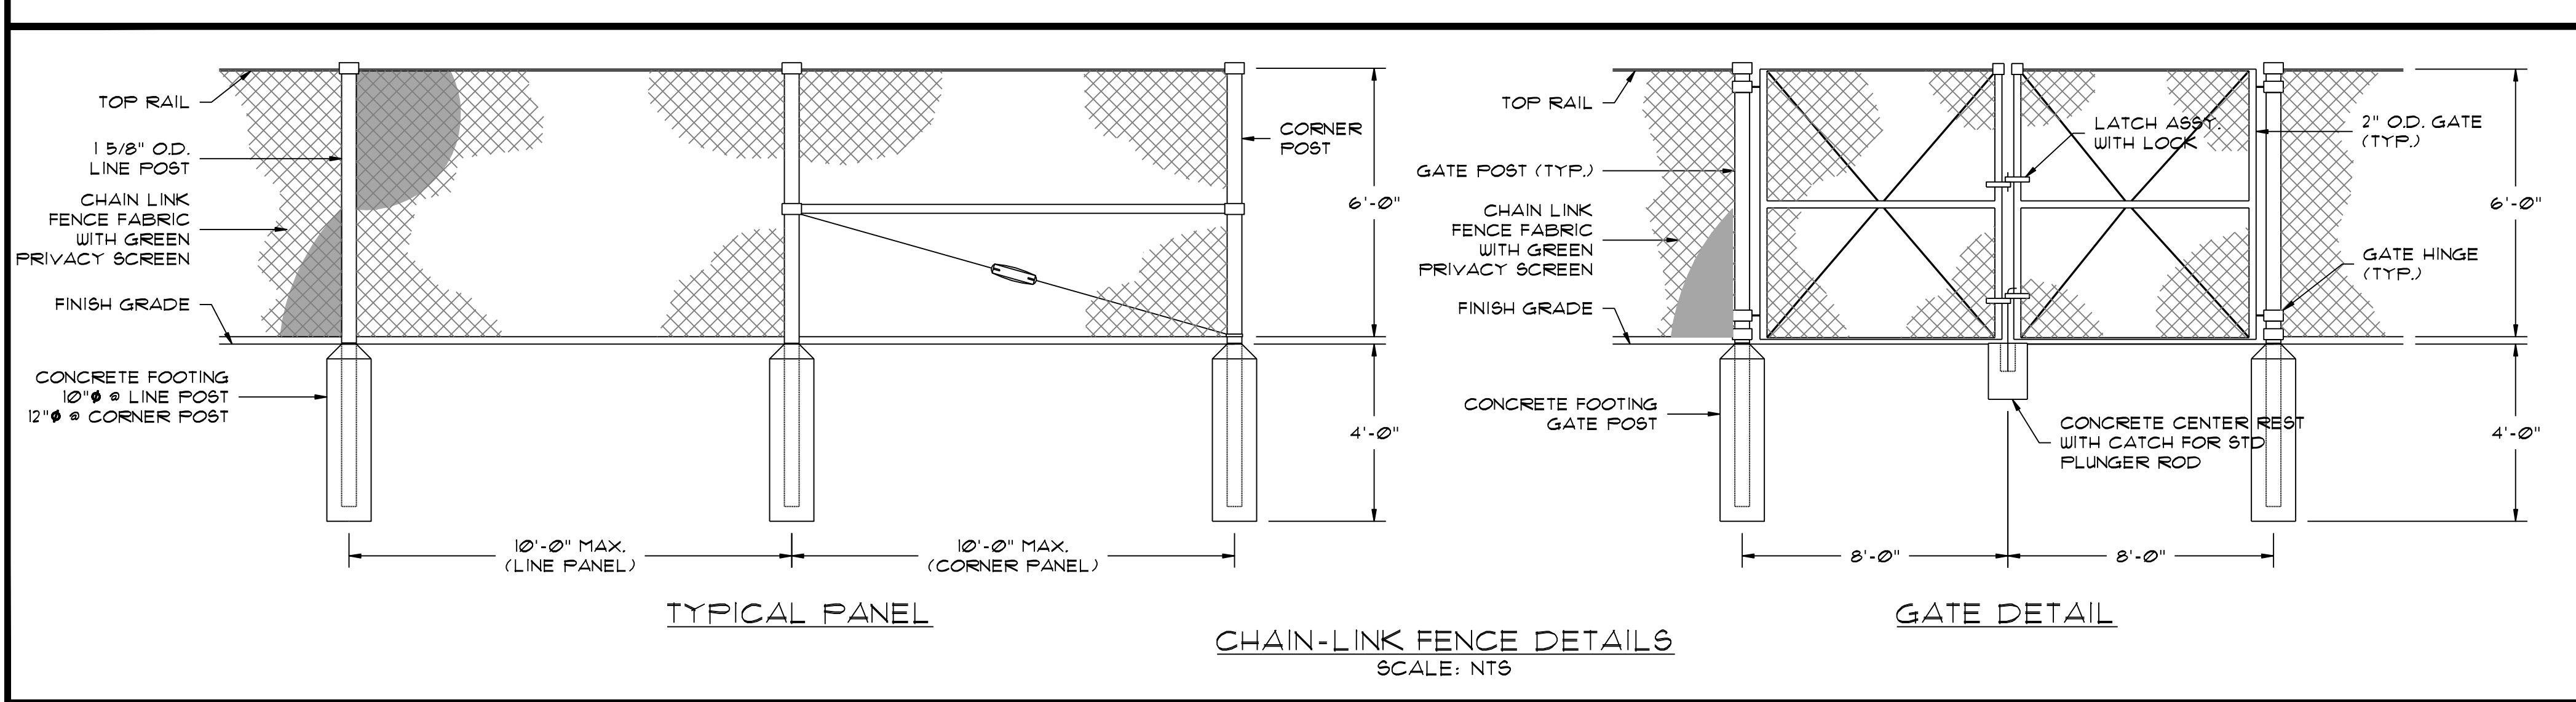 TOP RAIL
1 5/8" O.D.
LINE POST
CHAIN LINK
FENCE FABRIC
WITH GREEN
PRIVACY SCREEN
FINISH GRADE
CONCRETE FOOTING
10"Ø @ LINE POST
12"Ø @ CORNER POST
CORNER
POST
6'-0"
4'-0"
10'-0" MAX.
(LINE PANEL)
10'-0" MAX.
(CORNER PANEL)
TYPICAL PANEL
TOP RAIL
GATE POST (TYP.)
CHAIN LINK
FENCE FABRIC
WITH GREEN
PRIVACY SCREEN
FINISH GRADE
CONCRETE FOOTING
GATE POST
LATCH ASSY.
WITH LOCK
2" O.D. GATE
(TYP.)
GATE HINGE
(TYP.)
6'-0"
4'-0"
CONCRETE CENTER REST
WITH CATCH FOR STD
PLUNGER ROD
8'-0"
8'-0"
GATE DETAIL
CHAIN-LINK FENCE DETAILS
SCALE: NTS